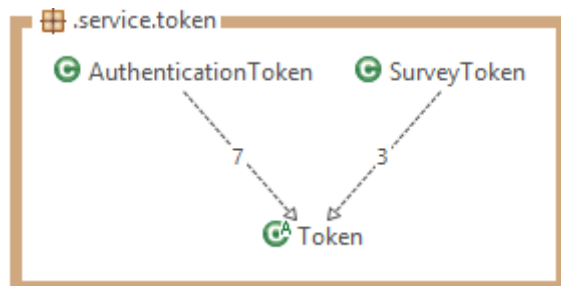 .service.token
C AuthenticationToken
C SurveyToken
7
3
C A Token